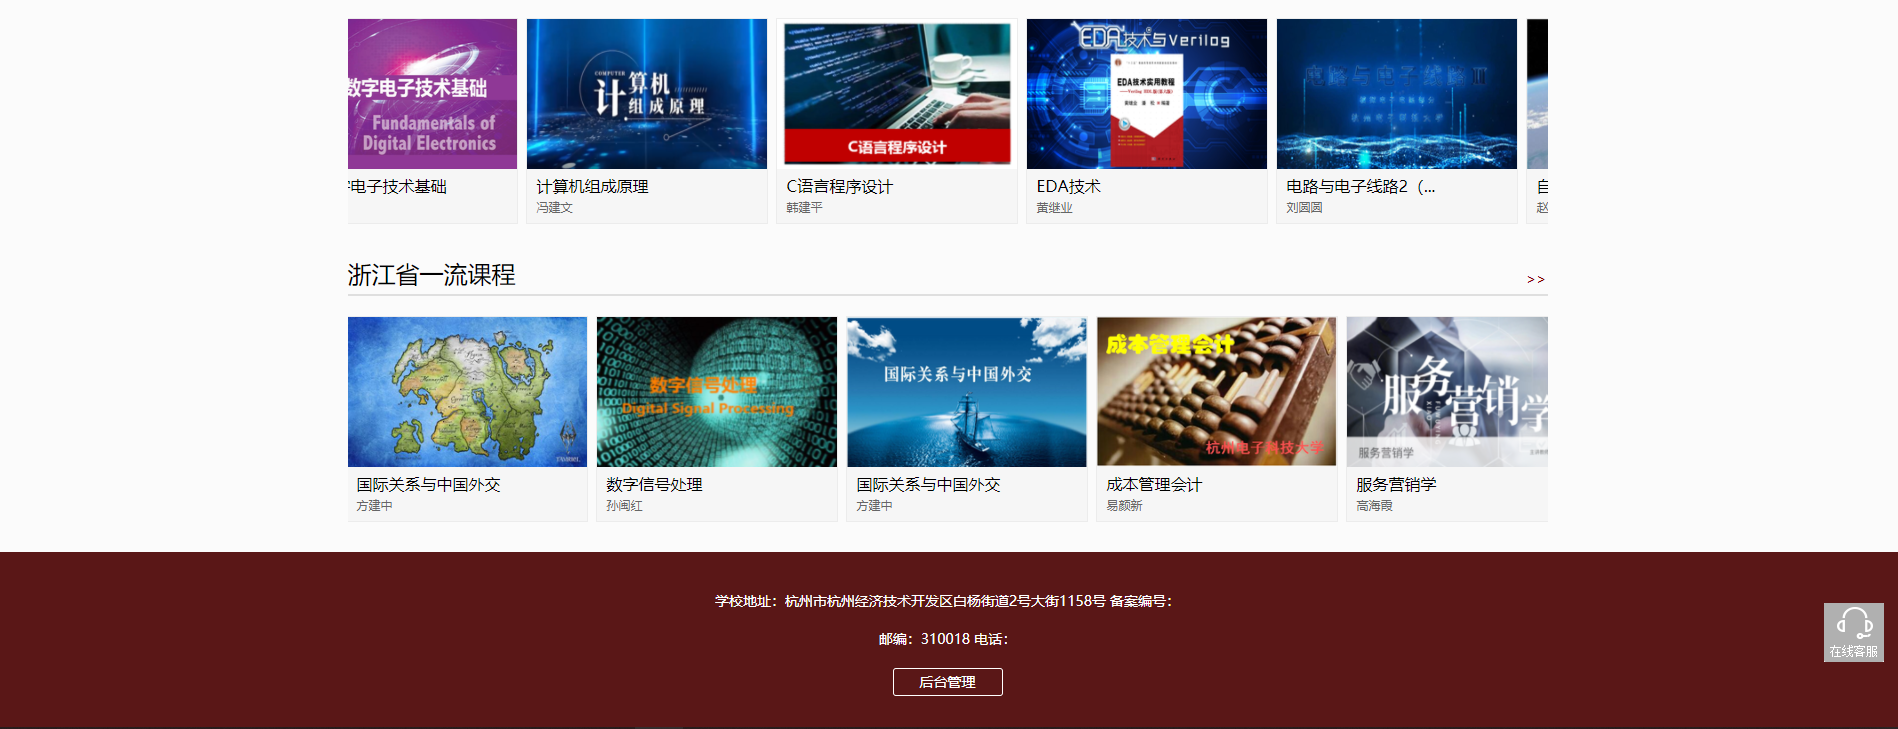 数字电子技术基础
Fundamentals of
Digital Electronics
COMPUTER
计算机
组成原理
C语言程序设计
EDA技术与Verilog
EDA技术实用教程
电路与电子线路II
杭州电子科技大学
电子技术基础
计算机组成原理
C语言程序设计
EDA技术
电路与电子线路2（...
自
冯建文
韩建平
黄继业
刘圆圆
赵
浙江省一流课程
>>
数字信号处理
Digital Signal Processing
国际关系与中国外交
成本管理会计
杭州电子科技大学
服务营销学
服务营销学
国际关系与中国外交
数字信号处理
国际关系与中国外交
成本管理会计
服务营销学
方建中
孙闽红
方建中
易颜新
高海霞
学校地址：杭州市杭州经济技术开发区白杨街道2号大街1158号 备案编号：
邮编：310018 电话：
后台管理
在线客服